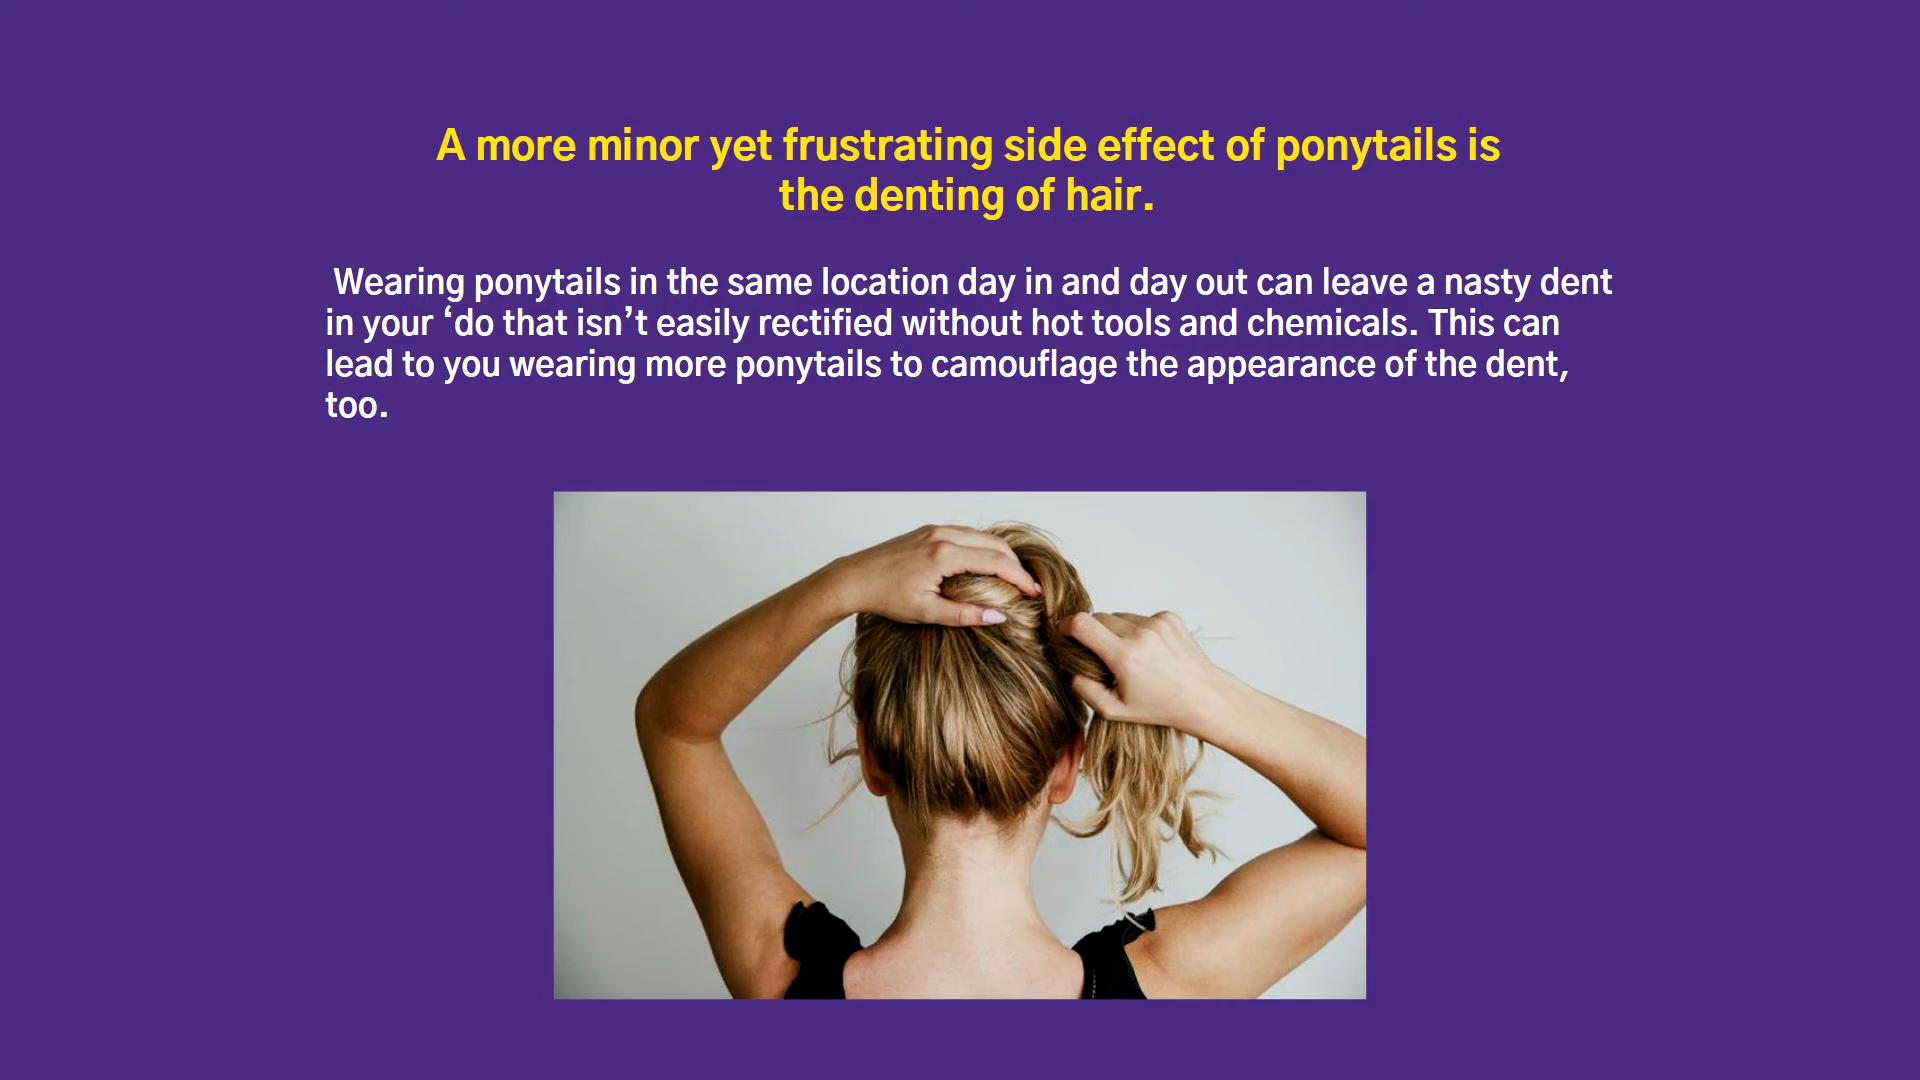 A more minor yet frustrating side effect of ponytails is
the denting of hair.
Wearing ponytails in the same location day in and day out can leave a nasty dent
in your ‘do that isn’t easily rectified without hot tools and chemicals. This can
lead to you wearing more ponytails to camouflage the appearance of the dent,
too.